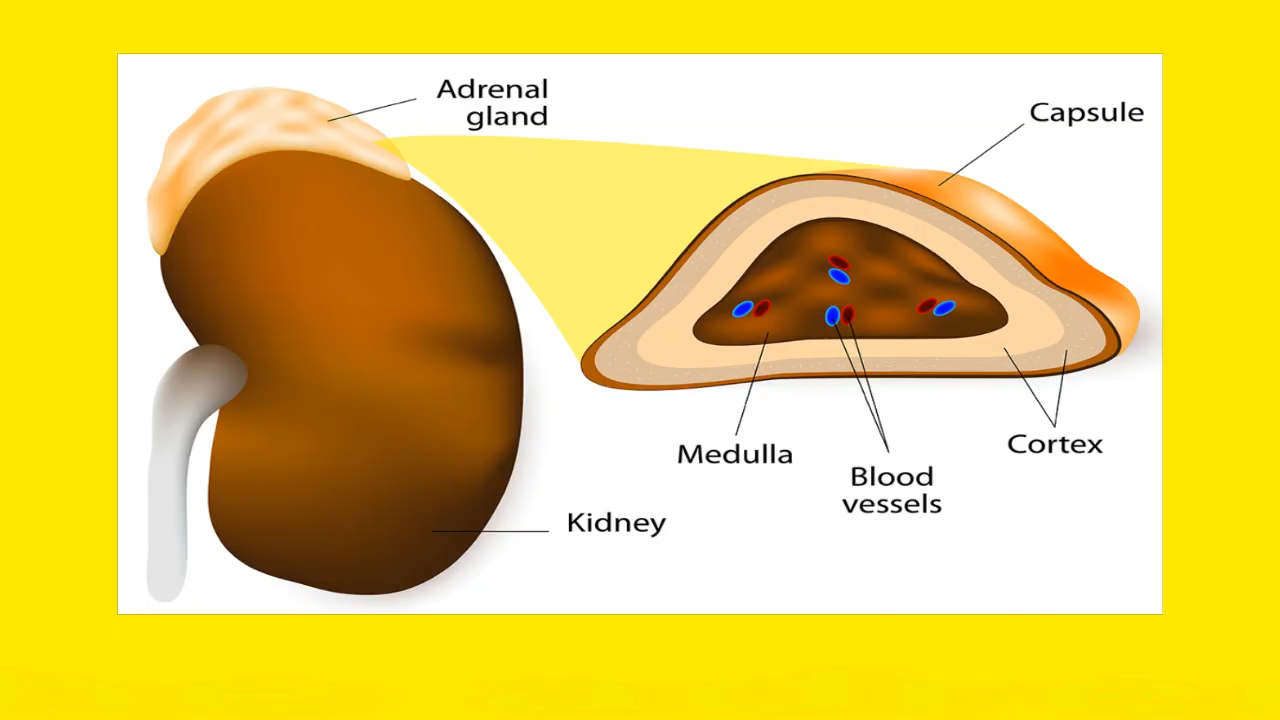 Adrenal
gland
Capsule
Medulla
Blood
vessels
Cortex
Kidney